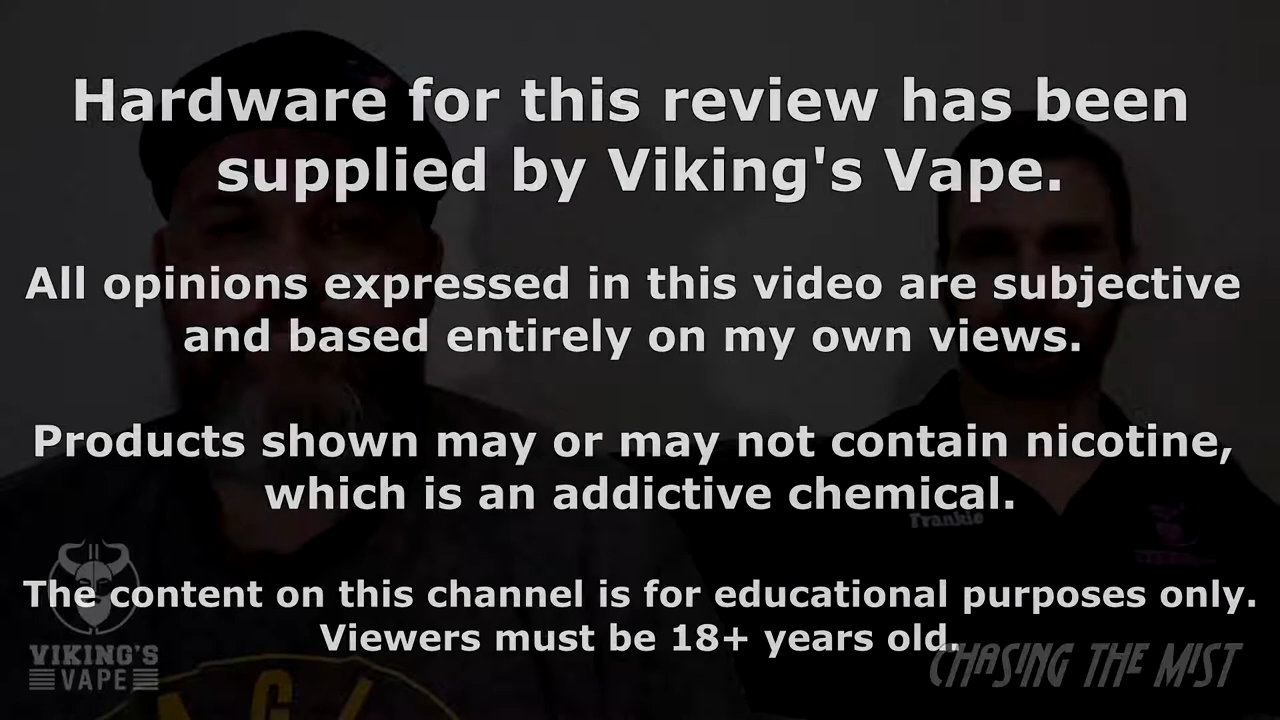 Hardware for this review has been
supplied by Viking's Vape.
All opinions expressed in this video are subjective
and based entirely on my own views.
Products shown may or may not contain nicotine,
which is an addictive chemical.
Frankie
The content on this channel is for educational purposes only.
Viewers must be 18+ years old.
VIKING'S
VAPE
CHASING THE MIST